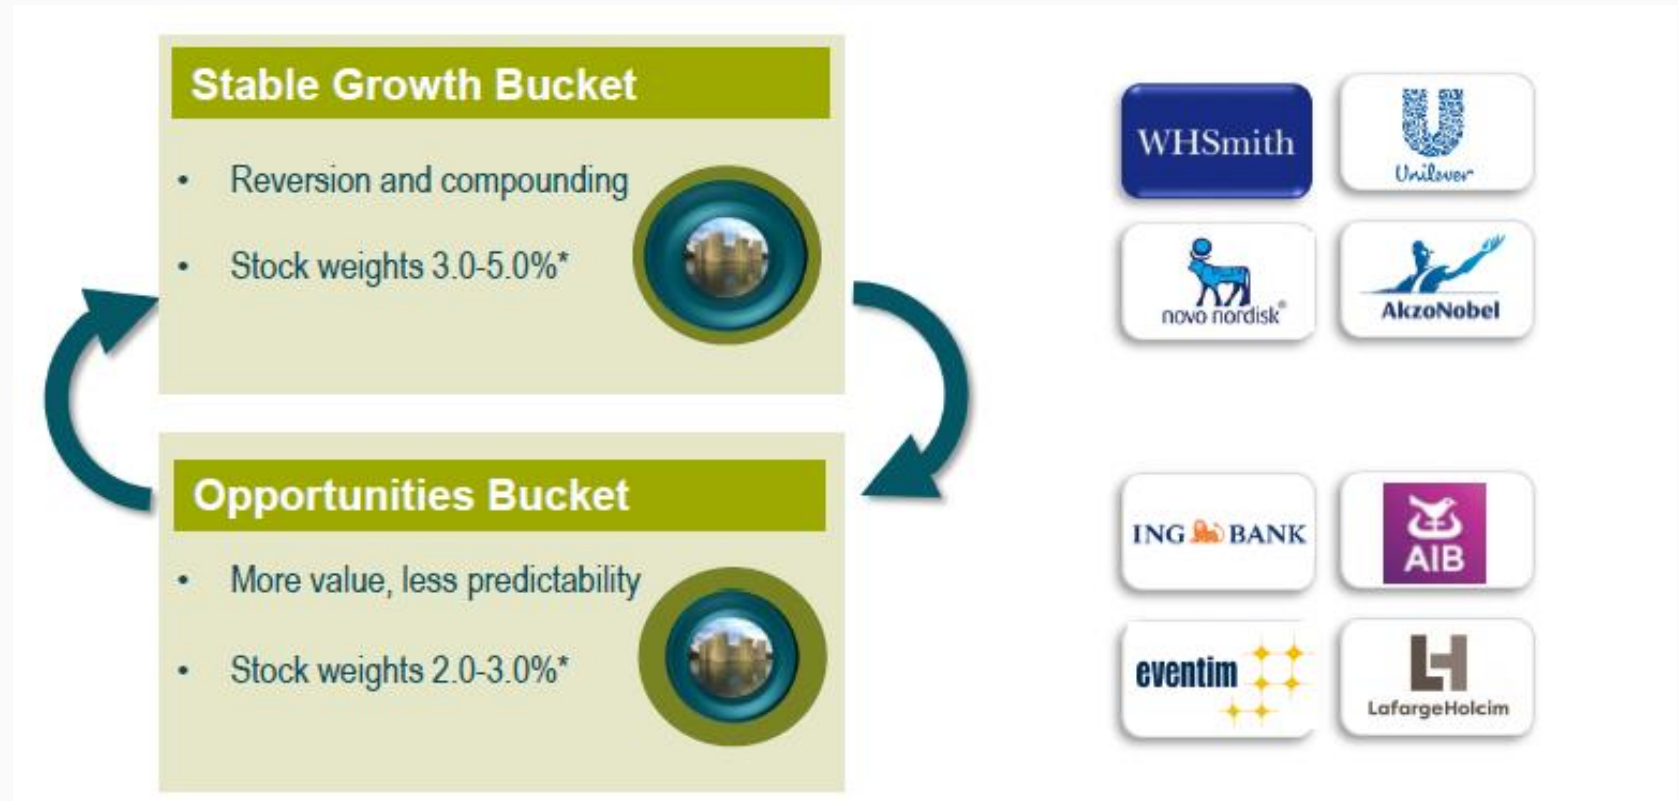 Stable Growth Bucket
• Reversion and compounding
• Stock weights 3.0-5.0%*
WHSmith
Unilever
novo nordisk®
AkzoNobel
Opportunities Bucket
• More value, less predictability
• Stock weights 2.0-3.0%*
ING BANK
AIB
eventim
LafargeHolcim